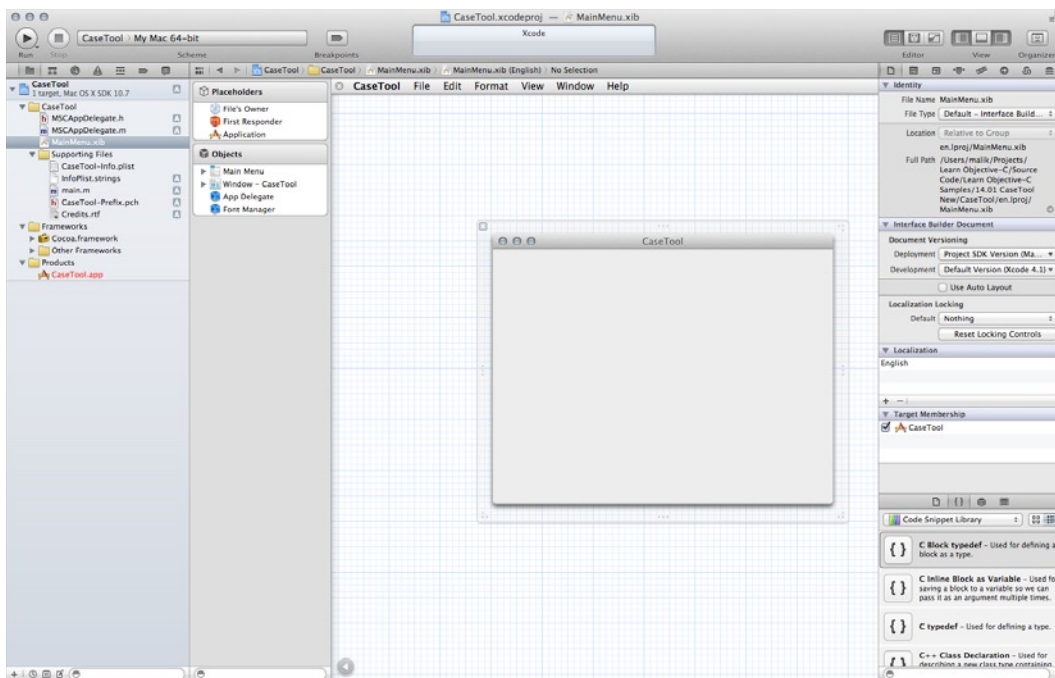 CaseTool.xcodeproj — MainMenu.xib
CaseTool › My Mac 64-bit
Xcode
Run
Stop
Scheme
Breakpoints
Editor
View
Organizer
CaseTool
1 target, Mac OS X SDK 10.7
CaseTool
MSCAppDelegate.h
MSCAppDelegate.m
MainMenu.xib
Supporting Files
CaseTool-Info.plist
InfoPlist.strings
main.m
CaseTool-Prefix.pch
Credits.rtf
Frameworks
Cocoa.framework
Other Frameworks
Products
CaseTool.app
CaseTool › CaseTool › MainMenu.xib › MainMenu.xib (English) › No Selection
Placeholders
File's Owner
First Responder
Application
Objects
Main Menu
Window - CaseTool
App Delegate
Font Manager
CaseTool File Edit Format View Window Help
CaseTool
Identity
File Name MainMenu.xib
File Type Default - Interface Build...
Location Relative to Group
en.lproj/MainMenu.xib
Full Path /Users/malik/Projects/
Learn Objective-C/Source
Code/Learn Objective-C
Samples/14.01 CaseTool
New/CaseTool/en.lproj/
MainMenu.xib
Interface Builder Document
Document Versioning
Deployment Project SDK Version (Ma...
Development Default Version (Xcode 4.1)
Use Auto Layout
Localization Locking
Default Nothing
Reset Locking Controls
Localization
English
Target Membership
CaseTool
Code Snippet Library
C Block typedef - Used for defining a
block as a type.
C Inline Block as Variable - Used fo
saving a block to a variable so we can
pass it as an argument multiple times.
C typedef - Used for defining a type.
C++ Class Declaration - Used for
describing a new class type containing